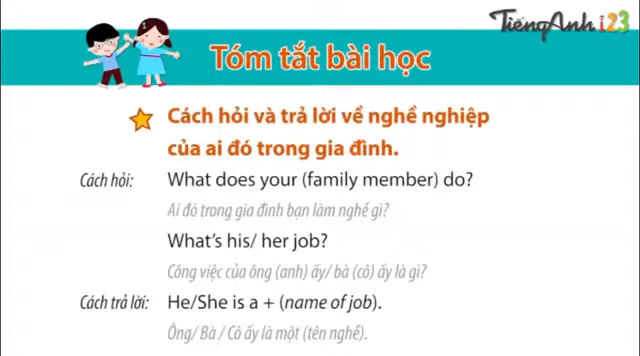 TiếngAnh123
Tóm tắt bài học
Cách hỏi và trả lời về nghề nghiệp
của ai đó trong gia đình.
Cách hỏi: What does your (family member) do?
Ai đó trong gia đình bạn làm nghề gì?
What's his/ her job?
Công việc của ông (anh) ấy/ bà (cô) ấy là gì?
Cách trả lời: He/She is a + (name of job).
Ông/ Bà / Cô ấy là một (tên nghề).